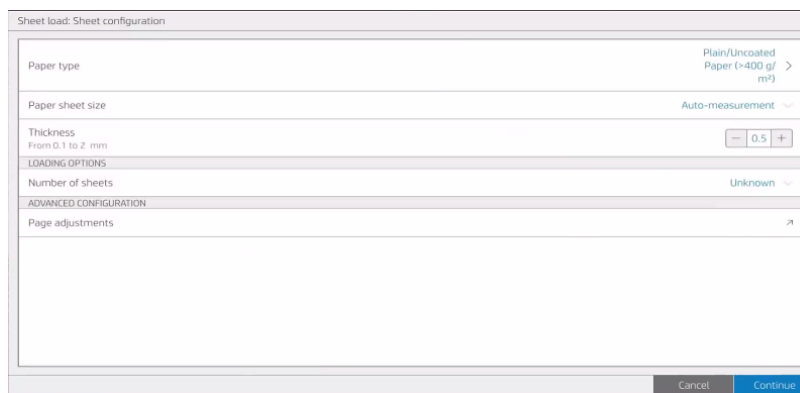 Sheet load: Sheet configuration
Paper type
Plain/Uncoated
Paper (>400 g/
m²)
Paper sheet size
Auto-measurement
Thickness
From 0.1 to 2 mm
0.5
LOADING OPTIONS
Number of sheets
Unknown
ADVANCED CONFIGURATION
Page adjustments
Cancel
Continue